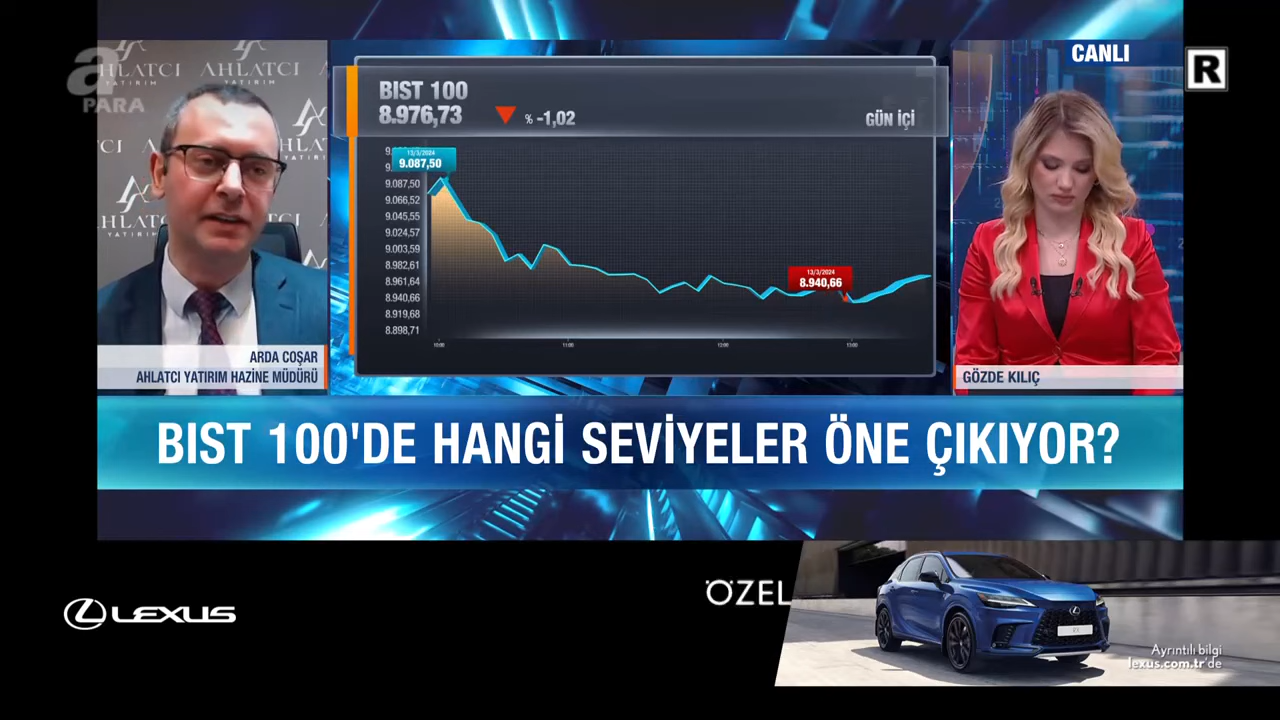 a
PARA
AHLATCI
YATIRIM
AHLATCI
YATIRIM
ARDA COŞAR
AHLATCI YATIRIM HAZİNE MÜDÜRÜ
BIST 100
8.976,73
% -1,02
GÜN İÇİ
13/3/2024
9.087,50
9.087,50
9.066,52
9.045,55
9.024,57
9.003,59
8.982,61
8.961,64
8.940,66
8.919,68
8.898,71
13/3/2024
8.940,66
10:00
11:00
12:00
13:00
CANLI
R
GÖZDE KILIÇ
BIST 100'DE HANGİ SEVİYELER ÖNE ÇIKIYOR?
LEXUS
ÖZEL
Ayrıntılı bilgi
lexus.com.tr'de